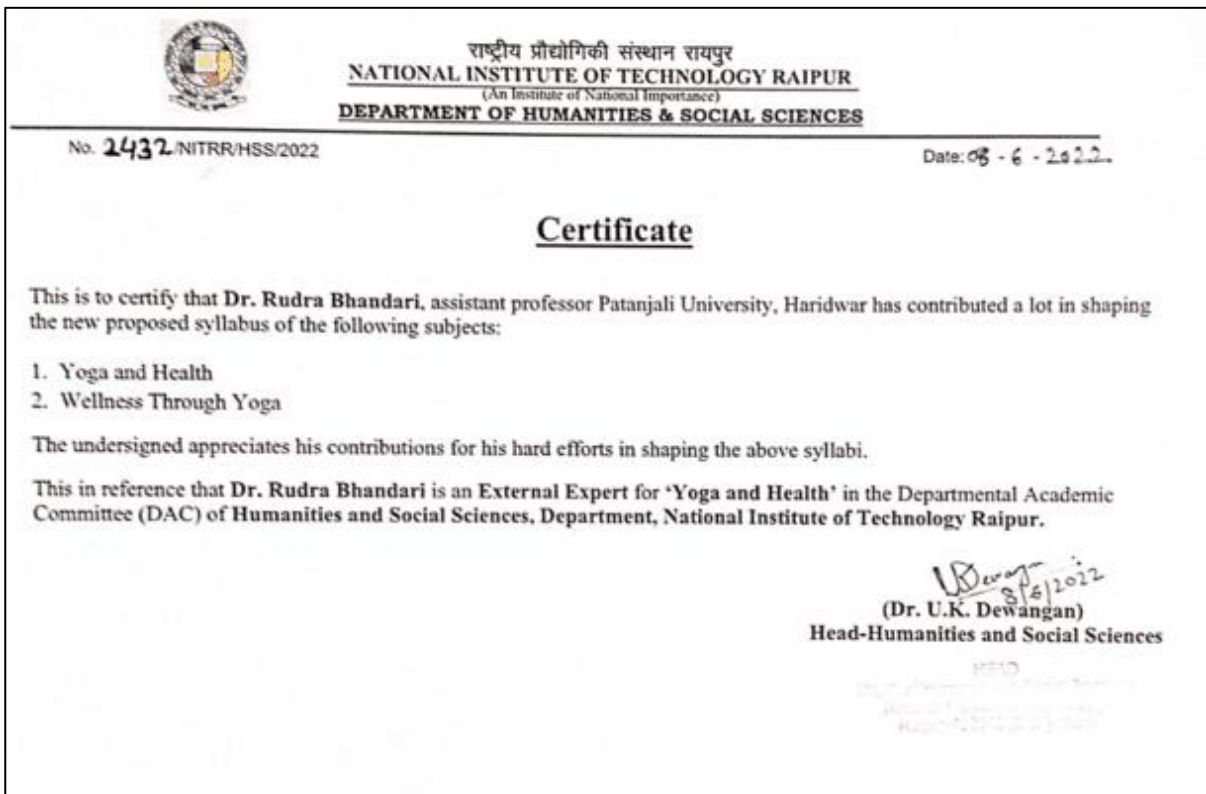 राष्ट्रीय प्रौद्योगिकी संस्थान रायपुर
NATIONAL INSTITUTE OF TECHNOLOGY RAIPUR
(An Institute of National Importance)
DEPARTMENT OF HUMANITIES & SOCIAL SCIENCES
No. 2432/NITRR/HSS/2022
Date: 08 - 6 - 2022
Certificate
This is to certify that Dr. Rudra Bhandari, assistant professor Patanjali University, Haridwar has contributed a lot in shaping
the new proposed syllabus of the following subjects:
1. Yoga and Health
2. Wellness Through Yoga
The undersigned appreciates his contributions for his hard efforts in shaping the above syllabi.
This in reference that Dr. Rudra Bhandari is an External Expert for 'Yoga and Health' in the Departmental Academic
Committee (DAC) of Humanities and Social Sciences, Department, National Institute of Technology Raipur.
8/6/2022
(Dr. U.K. Dewangan)
Head-Humanities and Social Sciences